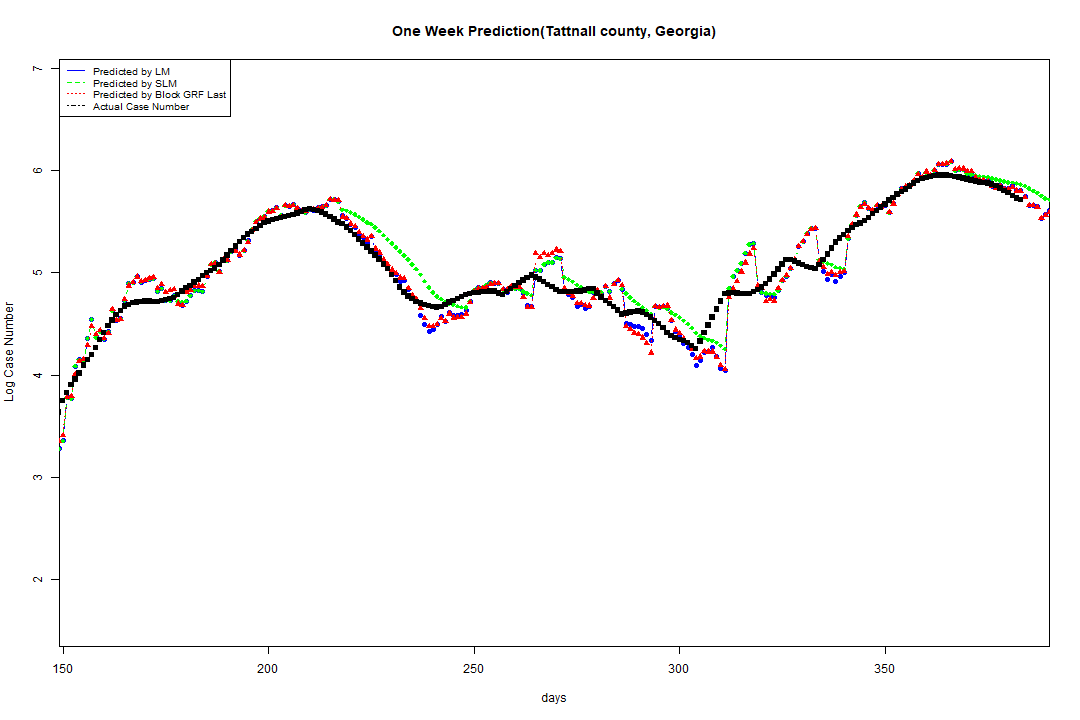 One Week Prediction(Tattnall county, Georgia)
Predicted by LM
Predicted by SLM
Predicted by Block GRF Last
Actual Case Number
7
6
5
4
3
2
Log Case Number
150 200 250 300 350
days